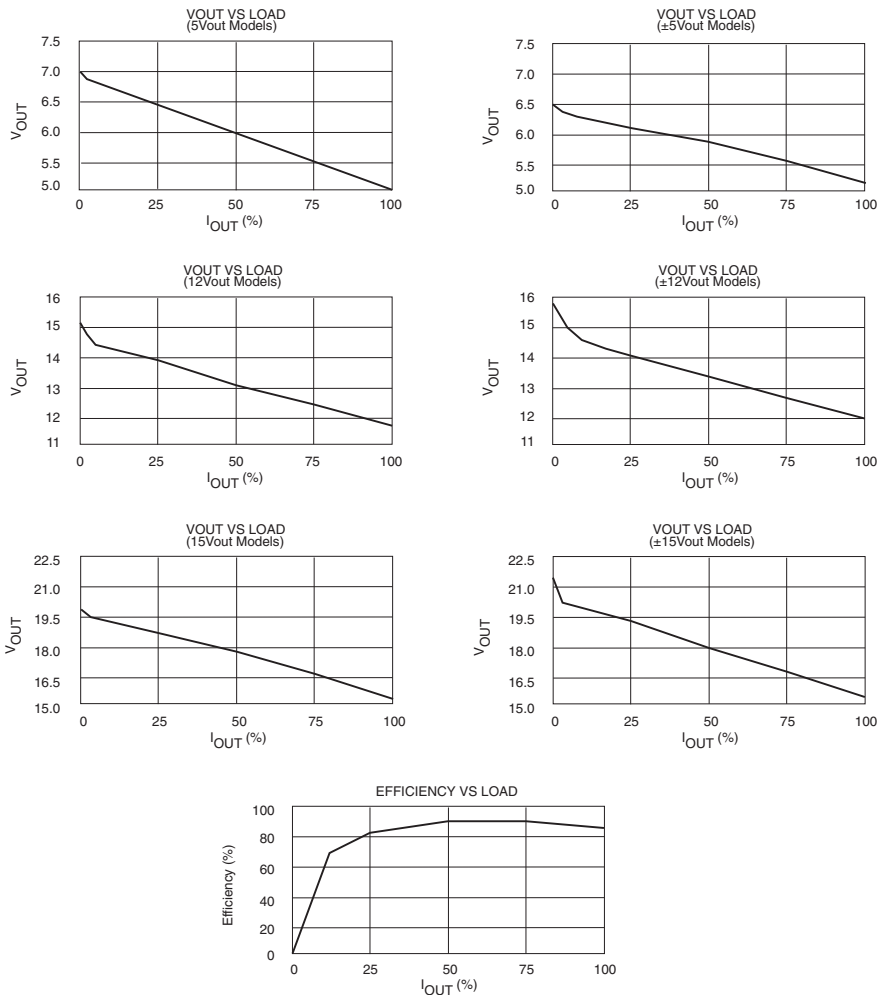 VOUT VS LOAD
(5Vout Models)
7.5
7.0
6.5
6.0
5.5
5.0
VOUT
0 25 50 75 100
IOUT (%)
VOUT VS LOAD
(±5Vout Models)
7.5
7.0
6.5
6.0
5.5
5.0
VOUT
0 25 50 75 100
IOUT (%)
VOUT VS LOAD
(12Vout Models)
16
15
14
13
12
11
VOUT
0 25 50 75 100
IOUT (%)
VOUT VS LOAD
(±12Vout Models)
16
15
14
13
12
11
VOUT
0 25 50 75 100
IOUT (%)
VOUT VS LOAD
(15Vout Models)
22.5
21.0
19.5
18.0
16.5
15.0
VOUT
0 25 50 75 100
IOUT (%)
VOUT VS LOAD
(±15Vout Models)
22.5
21.0
19.5
18.0
16.5
15.0
VOUT
0 25 50 75 100
IOUT (%)
EFFICIENCY VS LOAD
100
80
60
40
20
0
Efficiency (%)
0 25 50 75 100
IOUT (%)